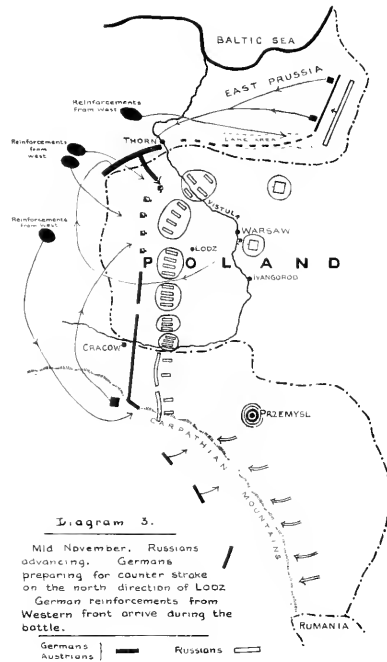 BALTIC SEA
EAST PRUSSIA
Reinforcements
from west
LAKE AREA
THORN
Reinforcements
from
west
VISTULA
Reinforcements
from West
WARSAW
LODZ
POLAND
IVANGOROD
CRACOW
PRZEMYSL
CARPATHIAN
MOUNTAINS
Diagram 3.
Mid November. Russians
advancing. Germans
preparing for counter stroke
on the north direction of LODZ
German reinforcements from
Western front arrive during the
battle.
RUMANIA
Germans
Austrians
Russians